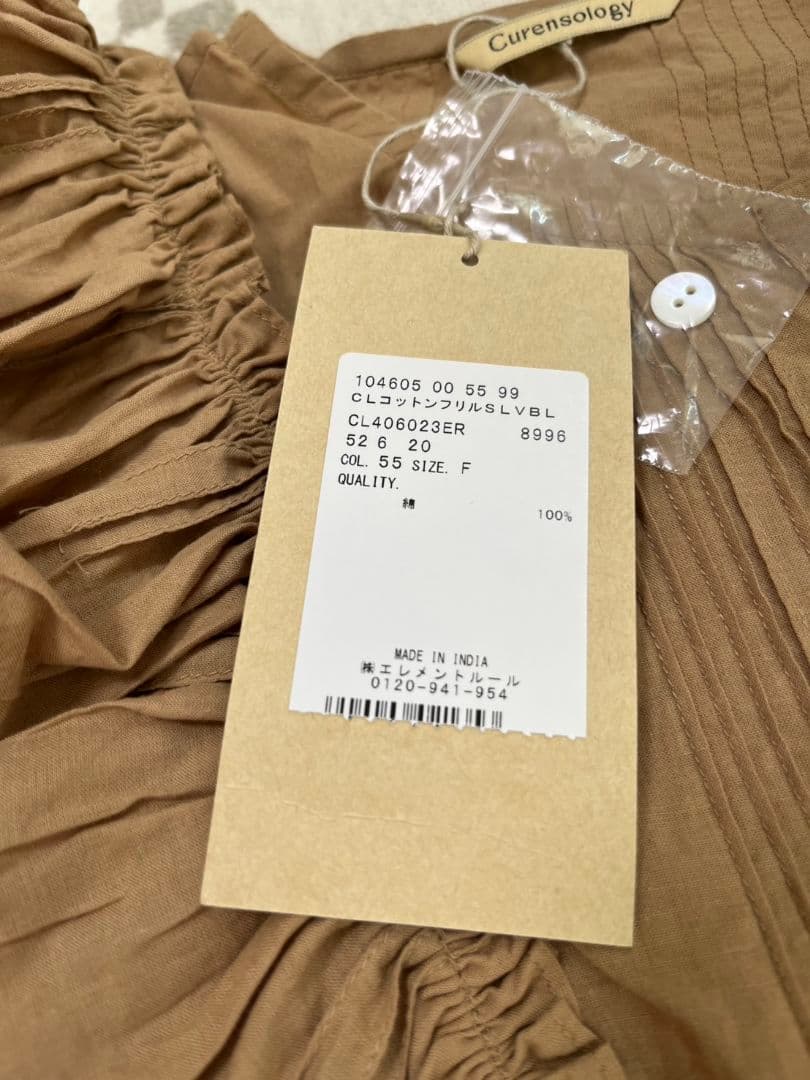 Curensology
104605 00 55 99
CLコットンフリルSLVBL
CL406023ER 8996
52 6 20
COL. 55 SIZE. F
QUALITY.
綿 100%
MADE IN INDIA
㈱エレメントルール
0120-941-954